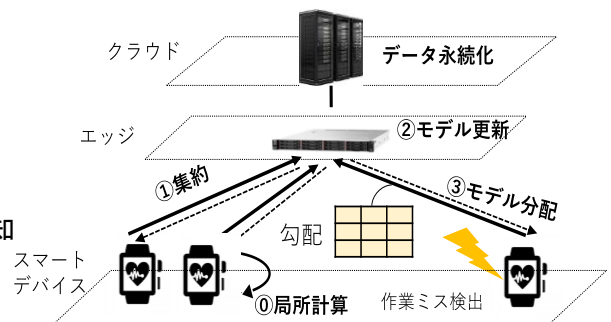 クラウド
データ永続化
エッジ
②モデル更新
①集約
③モデル分配
勾配
知
スマート
デバイス
⓪局所計算
作業ミス検出